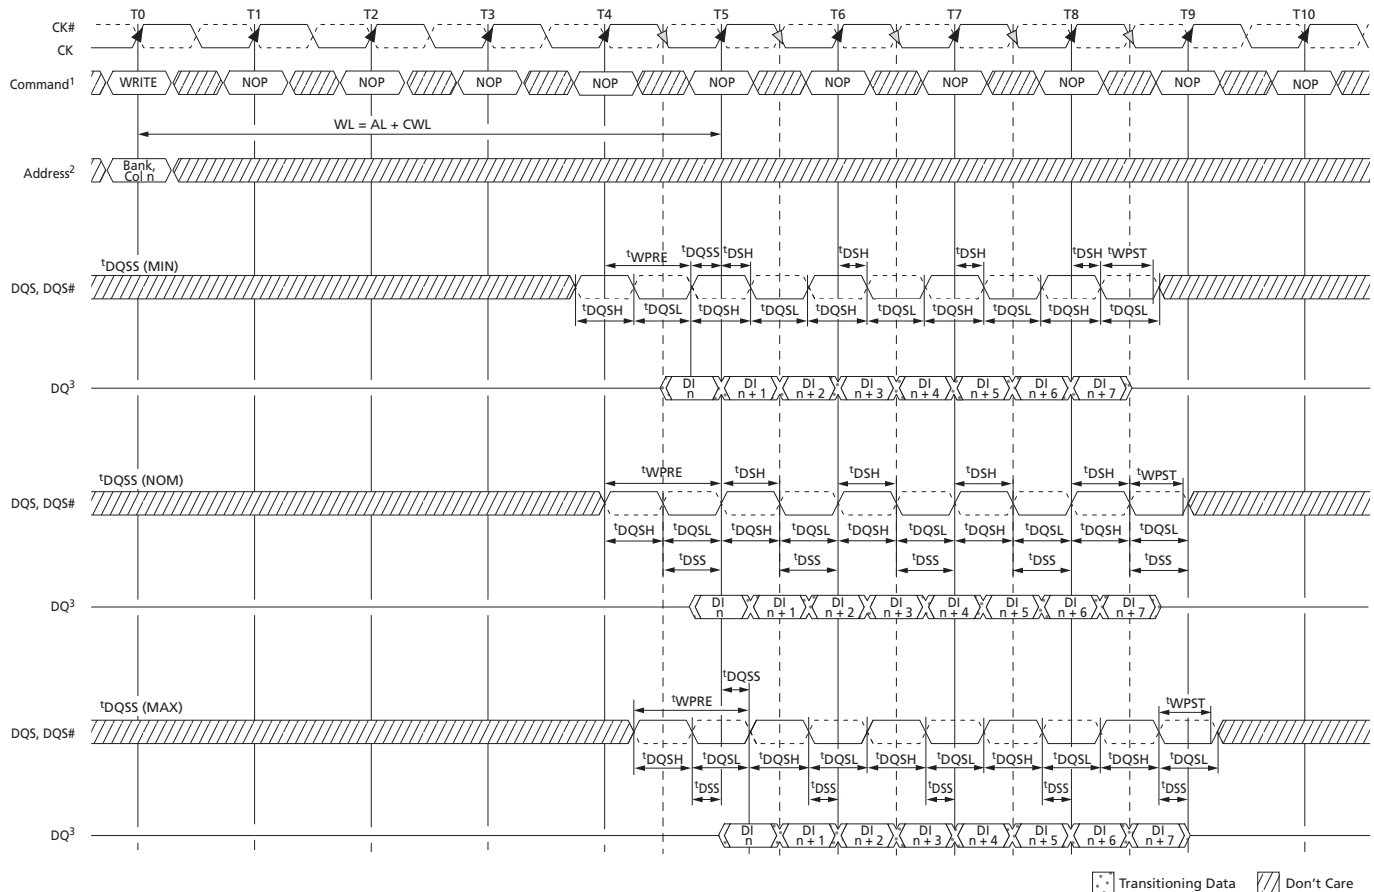 T0 T1 T2 T3 T4 T5 T6 T7 T8 T9 T10
CK#
CK
Command1 WRITE NOP NOP NOP NOP NOP NOP NOP NOP NOP NOP
WL = AL + CWL
Address2 Bank, Col n
tDQSS (MIN) tWPRE tDQSS tDSH tDSH tDSH tDSH tWPST
DQS, DQS#
tDQSH tDQSL tDQSH tDQSL tDQSH tDQSL tDQSH tDQSL tDQSH tDQSL
DQ3 DI n DI n + 1 DI n + 2 DI n + 3 DI n + 4 DI n + 5 DI n + 6 DI n + 7
tDQSS (NOM) tWPRE tDSH tDSH tDSH tDSH tWPST
DQS, DQS#
tDQSH tDQSL tDQSH tDQSL tDQSH tDQSL tDQSH tDQSL tDQSH tDQSL
tDSS tDSS tDSS tDSS tDSS
DQ3 DI n DI n + 1 DI n + 2 DI n + 3 DI n + 4 DI n + 5 DI n + 6 DI n + 7
tDQSS
tDQSS (MAX) tWPRE tWPST
DQS, DQS#
tDQSH tDQSL tDQSH tDQSL tDQSH tDQSL tDQSH tDQSL tDQSH tDQSL
tDSS tDSS tDSS tDSS tDSS
DQ3 DI n DI n + 1 DI n + 2 DI n + 3 DI n + 4 DI n + 5 DI n + 6 DI n + 7
Transitioning Data Don't Care